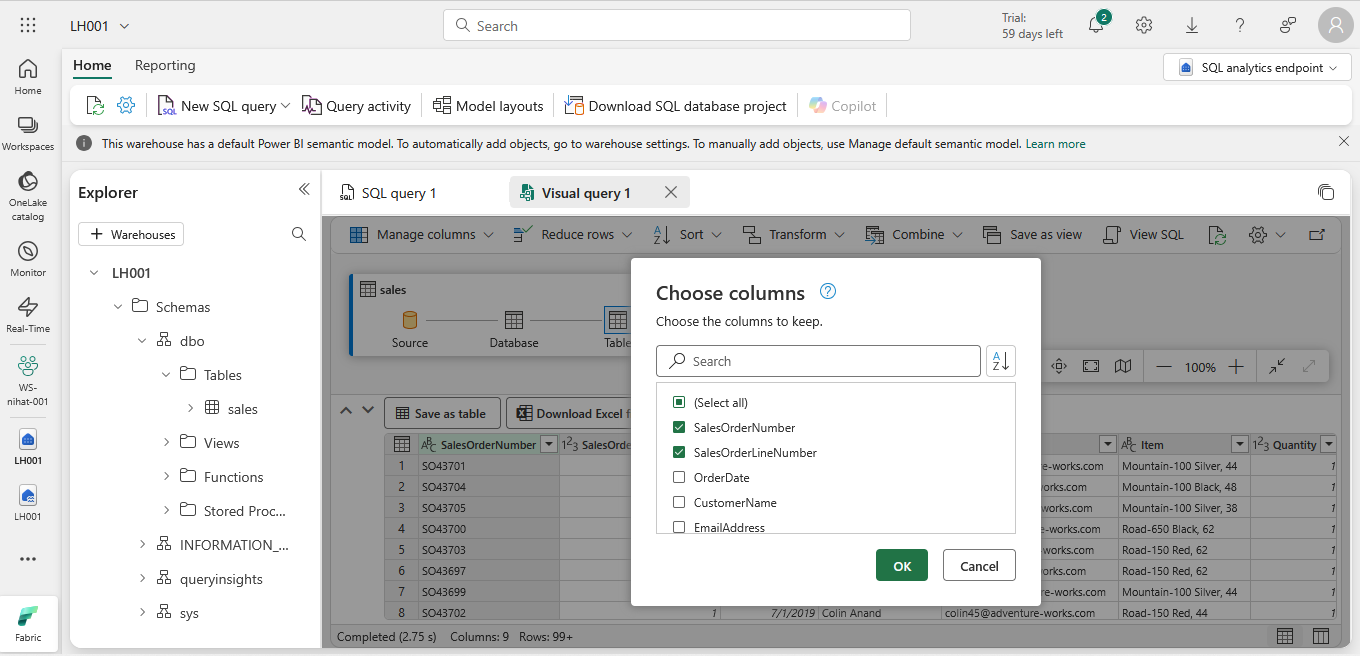 LH001
Search
Trial:
59 days left
2
Home
Reporting
SQL analytics endpoint
New SQL query
Query activity
Model layouts
Download SQL database project
Copilot
This warehouse has a default Power BI semantic model. To automatically add objects, go to warehouse settings. To manually add objects, use Manage default semantic model. Learn more
Home
Workspaces
OneLake
catalog
Monitor
Real-Time
WS-
nihat-001
LH001
LH001
Fabric
Explorer
Warehouses
LH001
Schemas
dbo
Tables
sales
Views
Functions
Stored Proc...
INFORMATION_...
queryinsights
sys
SQL query 1
Visual query 1
Manage columns
Reduce rows
Sort
Transform
Combine
Save as view
View SQL
sales
Source
Database
Table
100%
Save as table
Download Excel f
SalesOrderNumber
SalesOrde
Item
Quantity
1 SO43701 re-works.com Mountain-100 Silver, 44 1
2 SO43704 works.com Mountain-100 Black, 48 1
3 SO43705 works.com Mountain-100 Silver, 38 1
4 SO43700 e-works.com Road-650 Black, 62 1
5 SO43703 works.com Road-150 Red, 62 1
6 SO43697 works.com Road-150 Red, 62 1
7 SO43699 e-works.com Mountain-100 Silver, 44 1
8 SO43702 1 7/1/2019 Colin Anand colin45@adventure-works.com Road-150 Red, 44 1
Completed (2.75 s) Columns: 9 Rows: 99+
Choose columns
Choose the columns to keep.
Search
(Select all)
SalesOrderNumber
SalesOrderLineNumber
OrderDate
CustomerName
EmailAddress
OK
Cancel